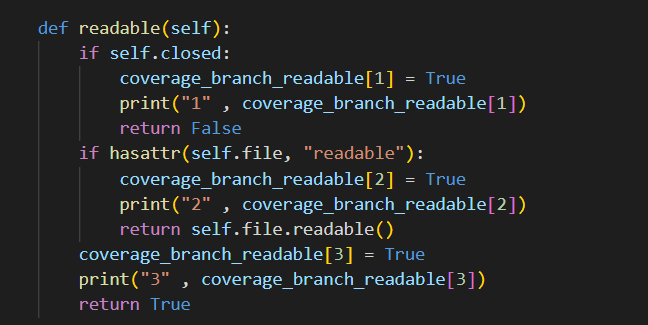 def readable(self):
    if self.closed:
        coverage_branch_readable[1] = True
        print("1" , coverage_branch_readable[1])
        return False
    if hasattr(self.file, "readable"):
        coverage_branch_readable[2] = True
        print("2" , coverage_branch_readable[2])
        return self.file.readable()
    coverage_branch_readable[3] = True
    print("3" , coverage_branch_readable[3])
    return True